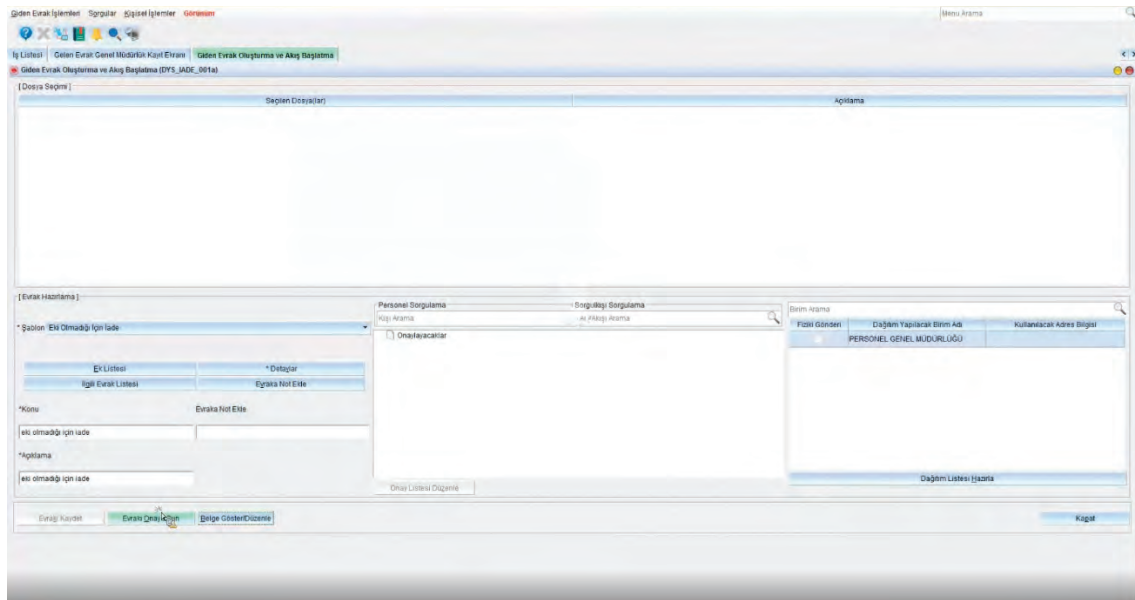 Giden Evrak İşlemleri Sorgular Kişisel İşlemler Görünüm Menu Arama
İş Listesi Gelen Evrak Genel Müdürlük Kayıt Ekranı Giden Evrak Oluşturma ve Akış Başlatma
Giden Evrak Oluşturma ve Akış Başlatma (DYS_IADE_001a)
[ Dosya Seçimi ]
Seçilen Dosya(lar) Açıklama
[ Evrak Hazırlama ]
Personel Sorgulama
Kişi Arama
Birim Arama
* Şablon Eki Olmadığı İçin İade
Onaylayacaklar
Fiziki Gönderi Dağıtım Yapılacak Birim Adı Kullanılacak Adres Bilgisi
PERSONEL GENEL MÜDÜRLÜĞÜ
Ek Listesi * Detaylar
İlgili Evrak Listesi Evraka Not Ekle
*Konu Evraka Not Ekle
eki olmadığı için iade
*Açıklama
eki olmadığı için iade
Dağıtım Listesi Hazırla
Onay Listesi Düzenle
Evrakı Kaydet Evrakı Belge Göster/Düzenle Kapat